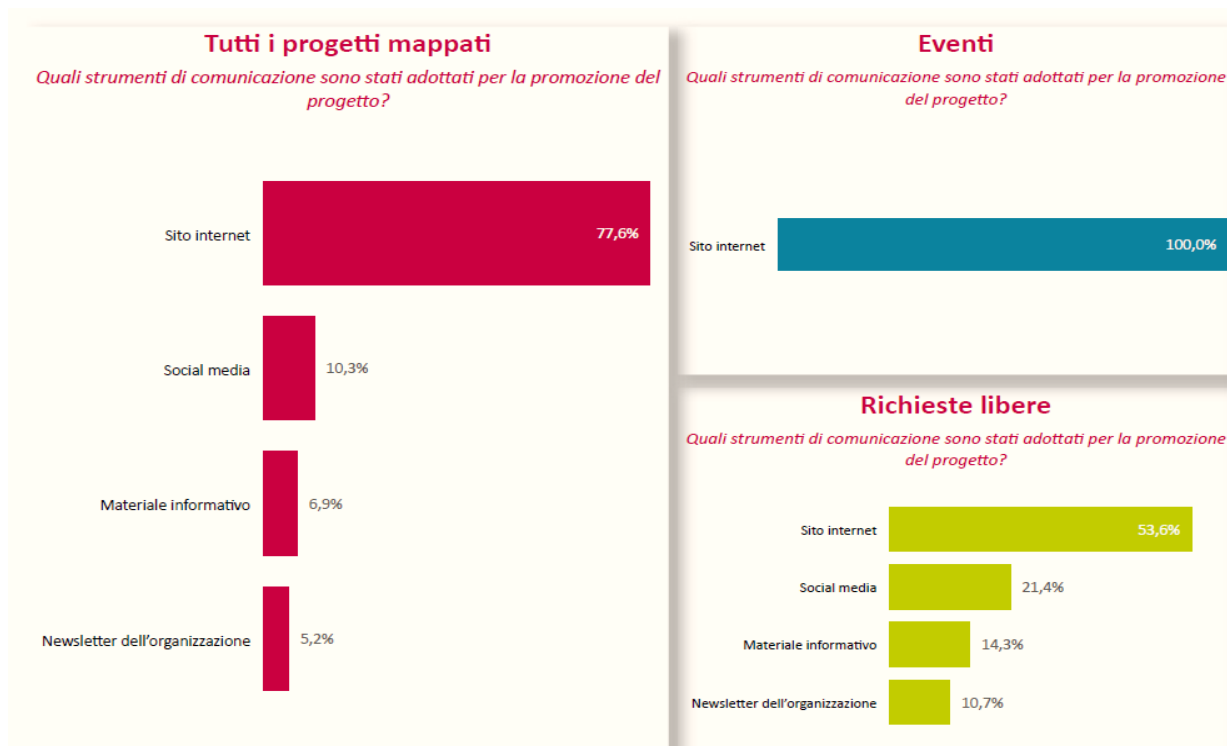 Tutti i progetti mappati
Quali strumenti di comunicazione sono stati adottati per la promozione del
progetto?
Sito internet
77,6%
Social media
10,3%
Materiale informativo
6,9%
Newsletter dell'organizzazione
5,2%
Eventi
Quali strumenti di comunicazione sono stati adottati per la promozione
del progetto?
Sito internet
100,0%
Richieste libere
Quali strumenti di comunicazione sono stati adottati per la promozione
del progetto?
Sito internet
53,6%
Social media
21,4%
Materiale informativo
14,3%
Newsletter dell'organizzazione
10,7%